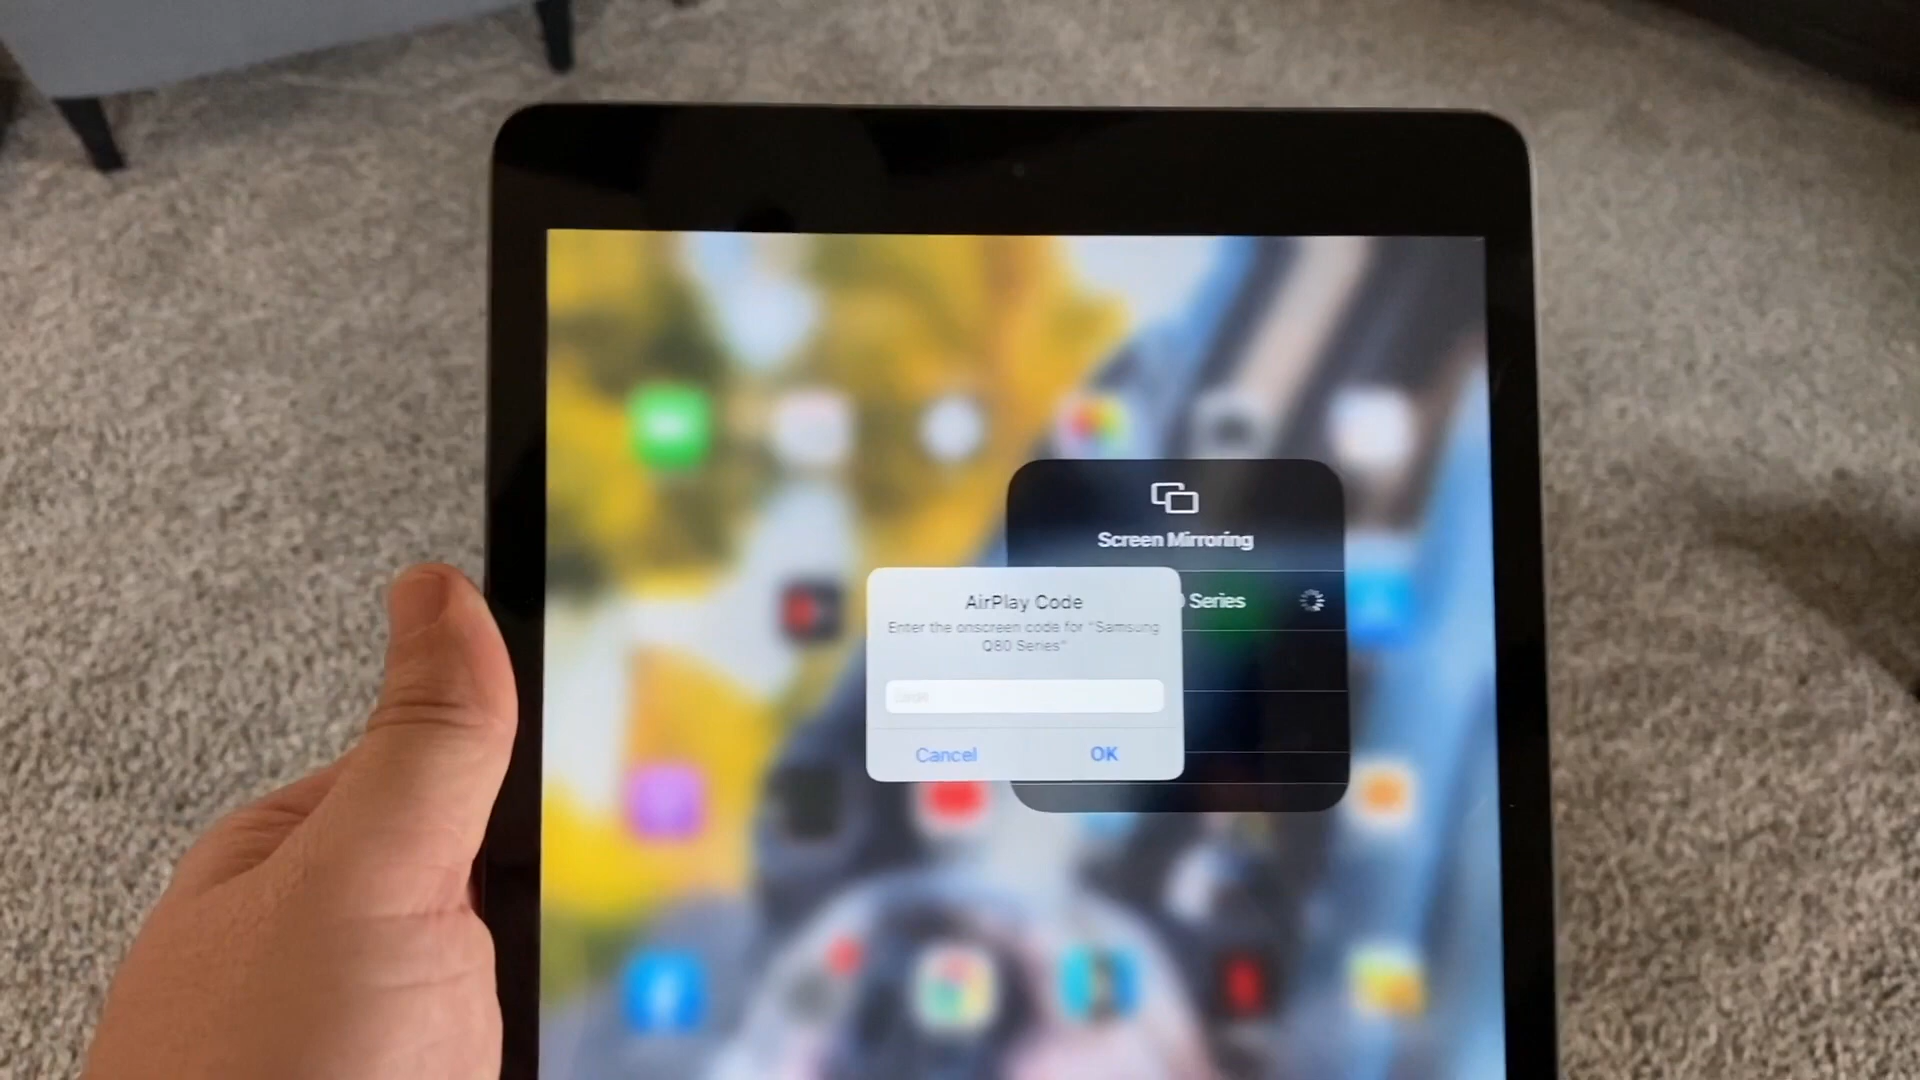 Screen Mirroring
Series
AirPlay Code
Enter the onscreen code for "Samsung
Q80 Series"
Cancel
OK